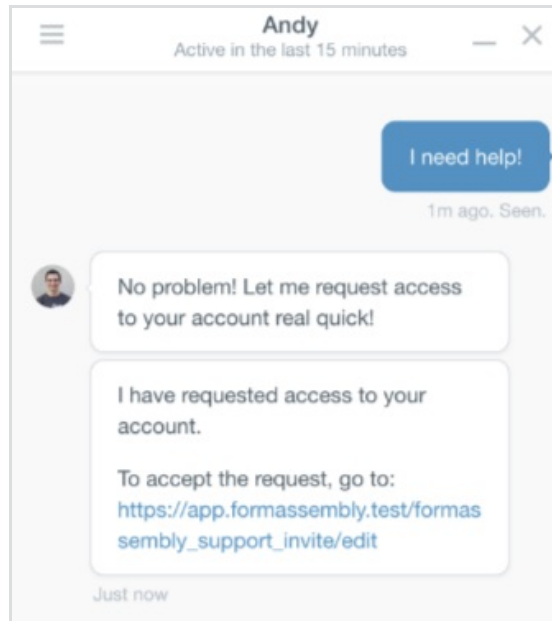 Andy
Active in the last 15 minutes
I need help!
1m ago. Seen.
No problem! Let me request access
to your account real quick!
I have requested access to your
account.
To accept the request, go to:
https://app.formassembly.test/formas
sembly_support_invite/edit
Just now